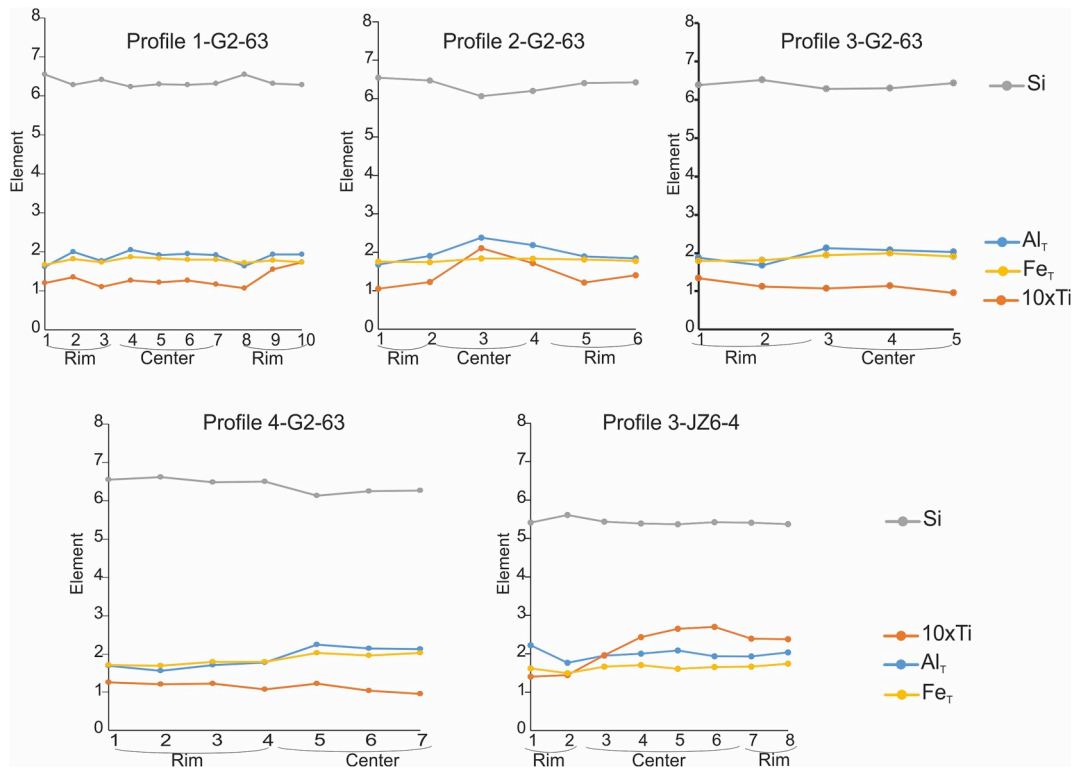 Profile 1-G2-63
Element
8
7
6
5
4
3
2
1
0
1 2 3 4 5 6 7 8 9 10
Rim Center Rim
Profile 2-G2-63
Element
8
7
6
5
4
3
2
1
0
1 2 3 4 5 6
Rim Center Rim
Profile 3-G2-63
Element
8
7
6
5
4
3
2
1
0
1 2 3 4 5
Rim Center
Si
AlT
FeT
10xTi
Profile 4-G2-63
Element
8
7
6
5
4
3
2
1
0
1 2 3 4 5 6 7
Rim Center
Profile 3-JZ6-4
Element
8
7
6
5
4
3
2
1
0
1 2 3 4 5 6 7 8
Rim Center Rim
Si
10xTi
AlT
FeT